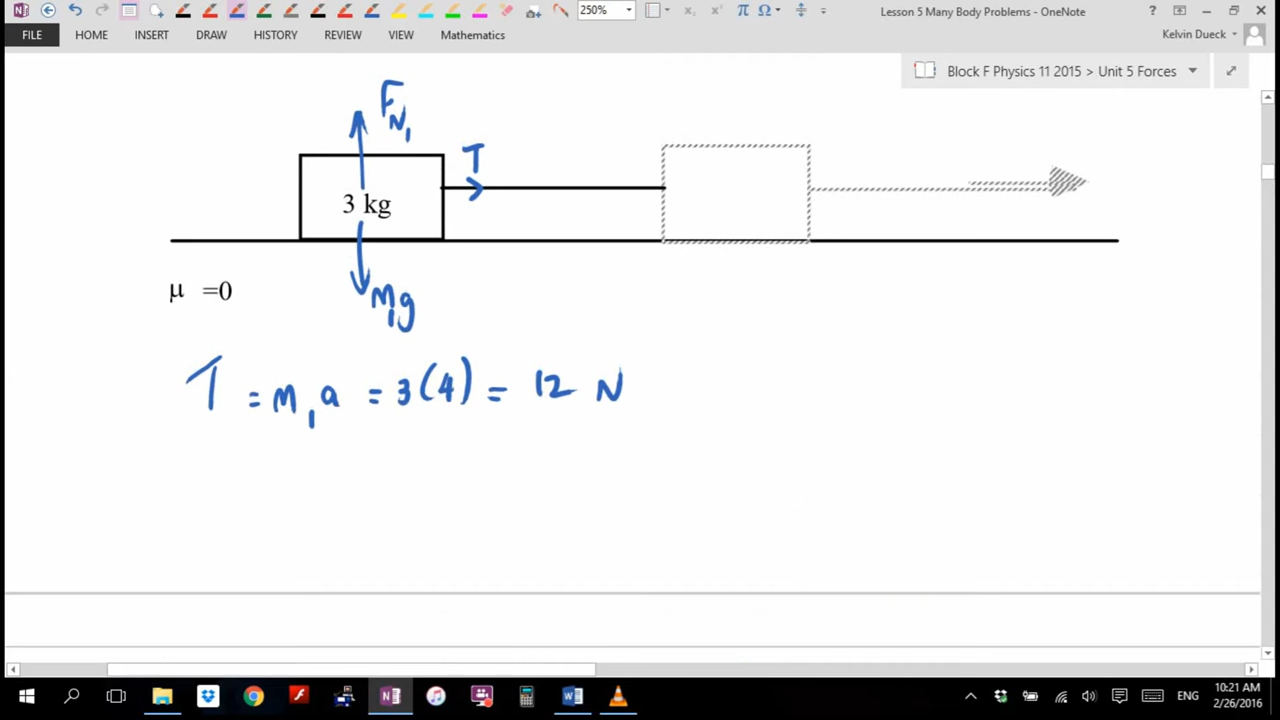 250%
π Ω
Lesson 5 Many Body Problems - OneNote
?
FILE HOME INSERT DRAW HISTORY REVIEW VIEW Mathematics
Kelvin Dueck
Block F Physics 11 2015 > Unit 5 Forces
F_N₁
T
3 kg
μ =0
m₁g
T = m₁a = 3(4) = 12 N
ENG
10:21 AM
2/26/2016